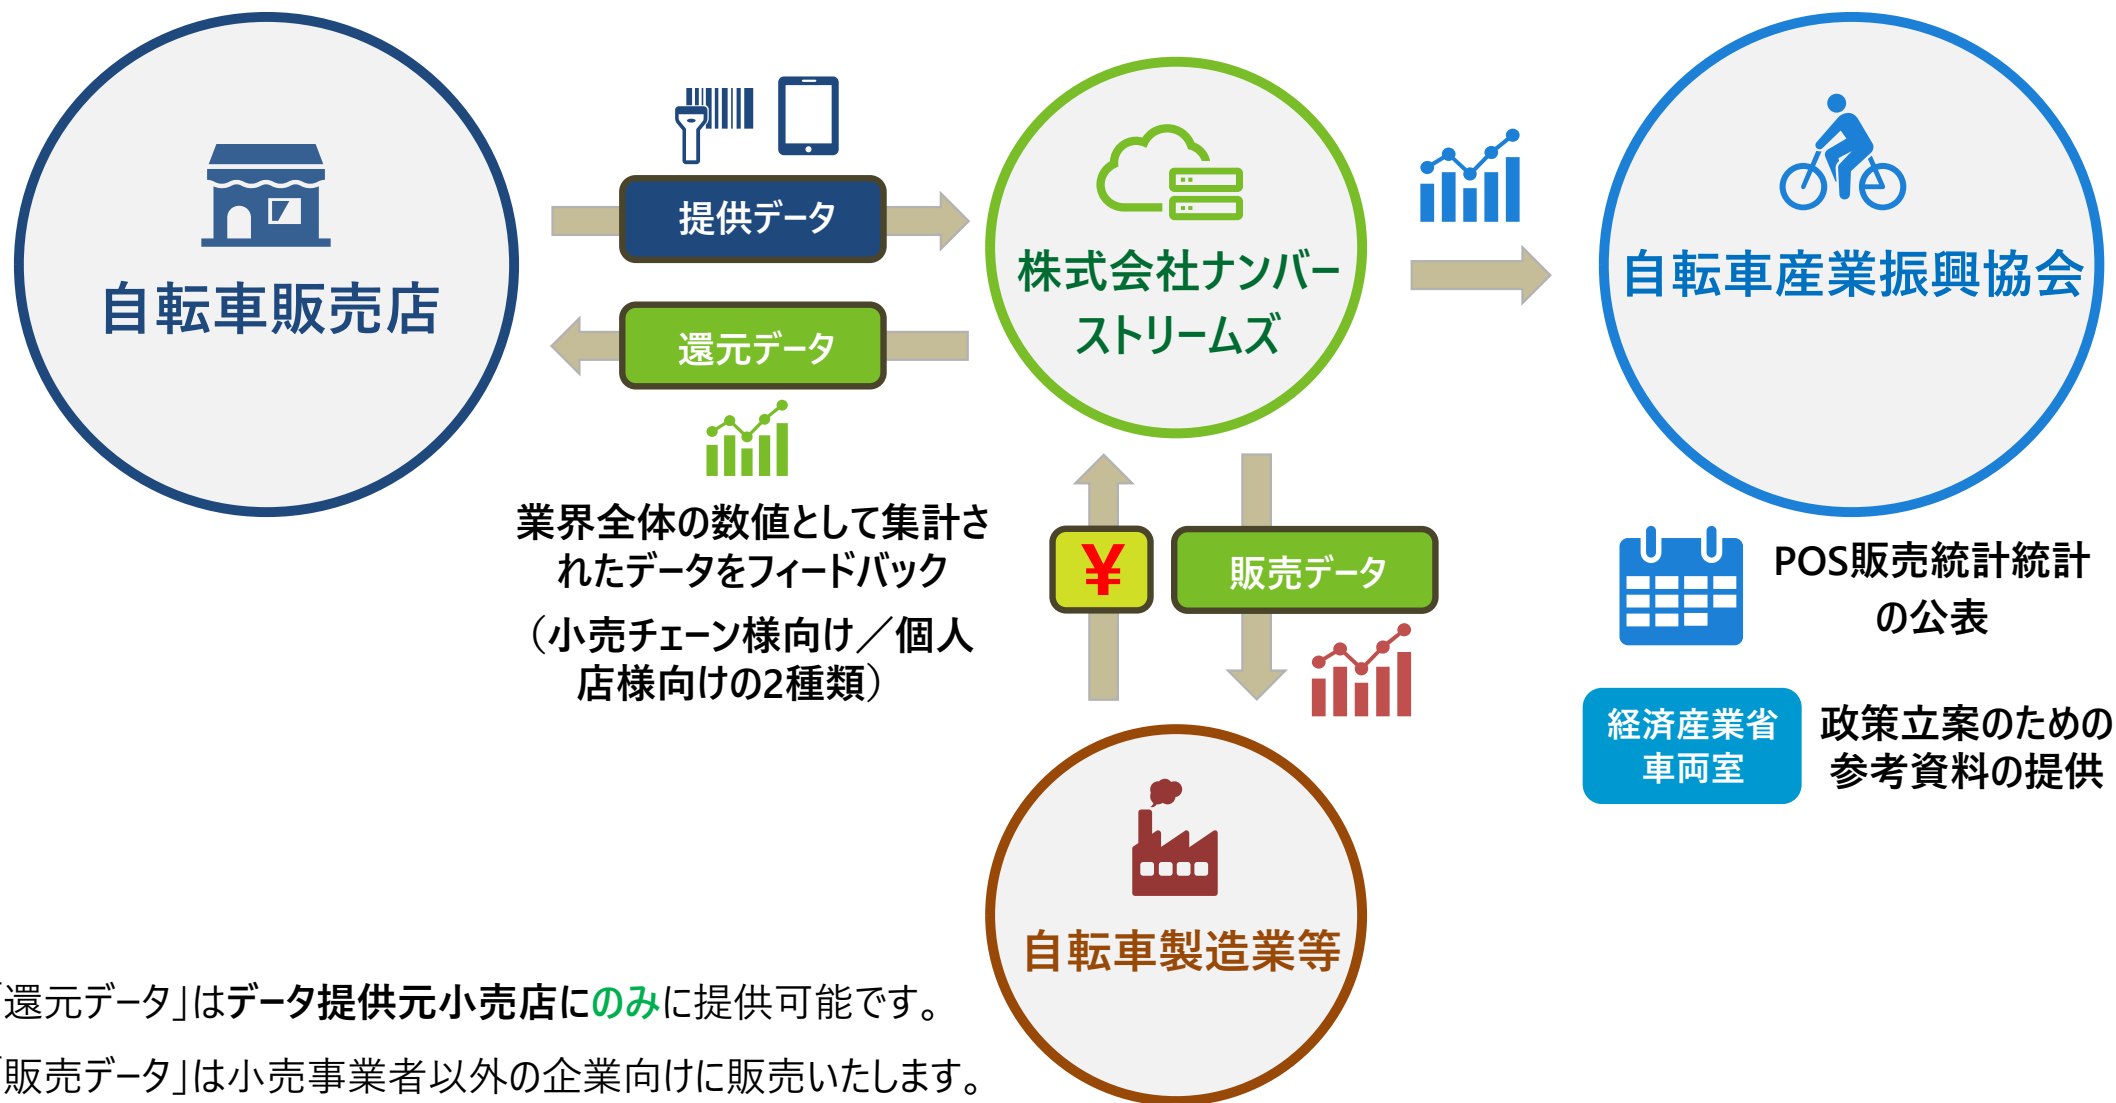 自転車販売店
提供データ
還元データ
業界全体の数値として集計さ
れたデータをフィードバック
（小売チェーン様向け／個人
店様向けの2種類）
株式会社ナンバー
ストリームズ
自転車産業振興協会
¥
販売データ
POS販売統計統計
の公表
経済産業省
車両室
政策立案のための
参考資料の提供
自転車製造業等
「還元データ」はデータ提供元小売店にのみに提供可能です。
「販売データ」は小売事業者以外の企業向けに販売いたします。